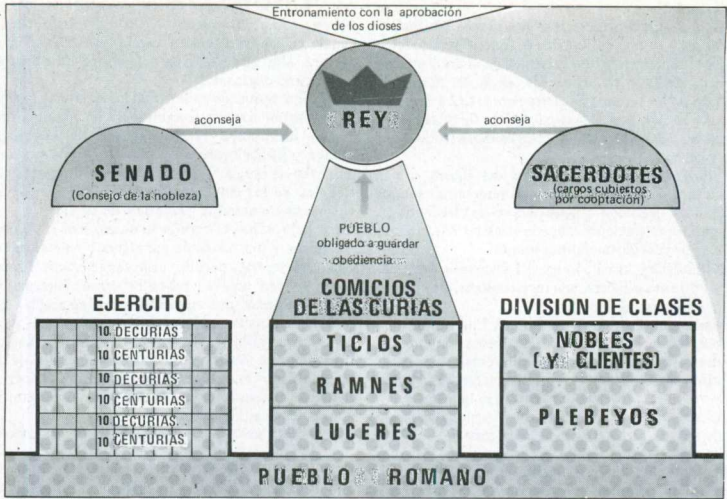 Entronamiento con la aprobación
de los dioses
REY
aconseja
aconseja
SENADO
(Consejo de la nobleza)
SACERDOTES
(cargos cubiertos
por cooptación)
PUEBLO
obligado a guardar
obediencia
EJERCITO
10 DECURIAS
10 CENTURIAS
10 DECURIAS
10 CENTURIAS
10 DECURIAS
10 CENTURIAS
COMICIOS
DE LAS CURIAS
TICIOS
RAMNES
LUCERES
DIVISION DE CLASES
NOBLES
(Y CLIENTES)
PLEBEYOS
PUEBLO ROMANO